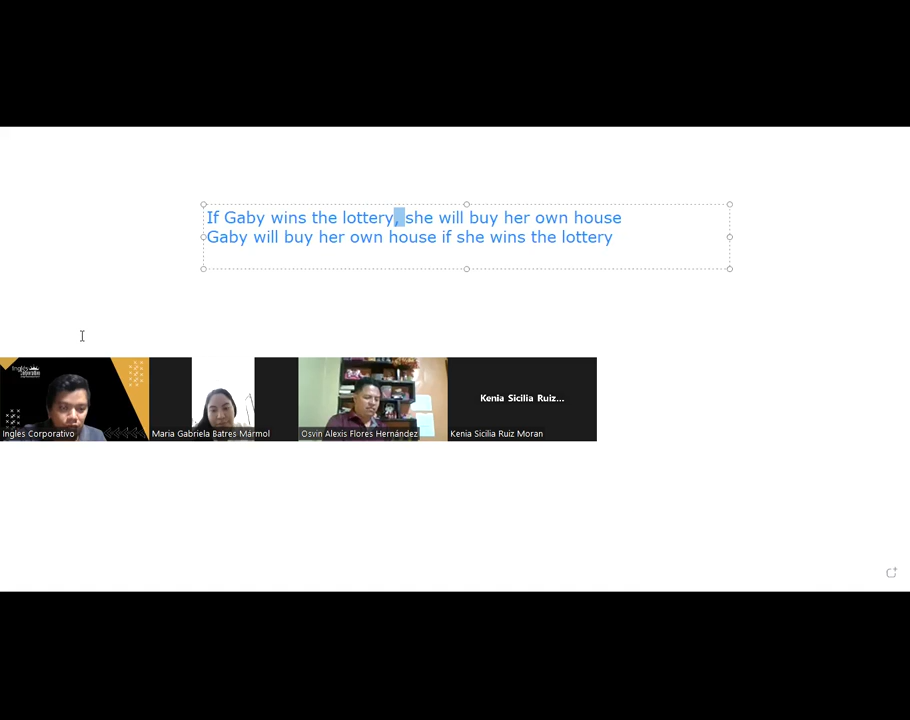 If Gaby wins the lottery, she will buy her own house
Gaby will buy her own house if she wins the lottery
Inglés
Kenia Sicilia Ruiz...
Ingles Corporativo
Maria Gabriela Batres Marmol
Osvin Alexis Flores Hernández
Kenia Sicilia Ruiz Moran